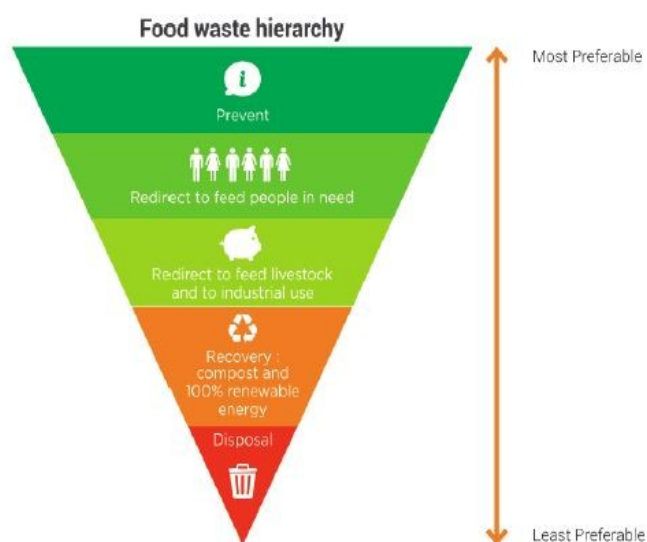 Food waste hierarchy
Most Preferable
i
Prevent
Redirect to feed people in need
Redirect to feed livestock
and to industrial use
Recovery :
compost and
100% renewable
energy
Disposal
Least Preferable